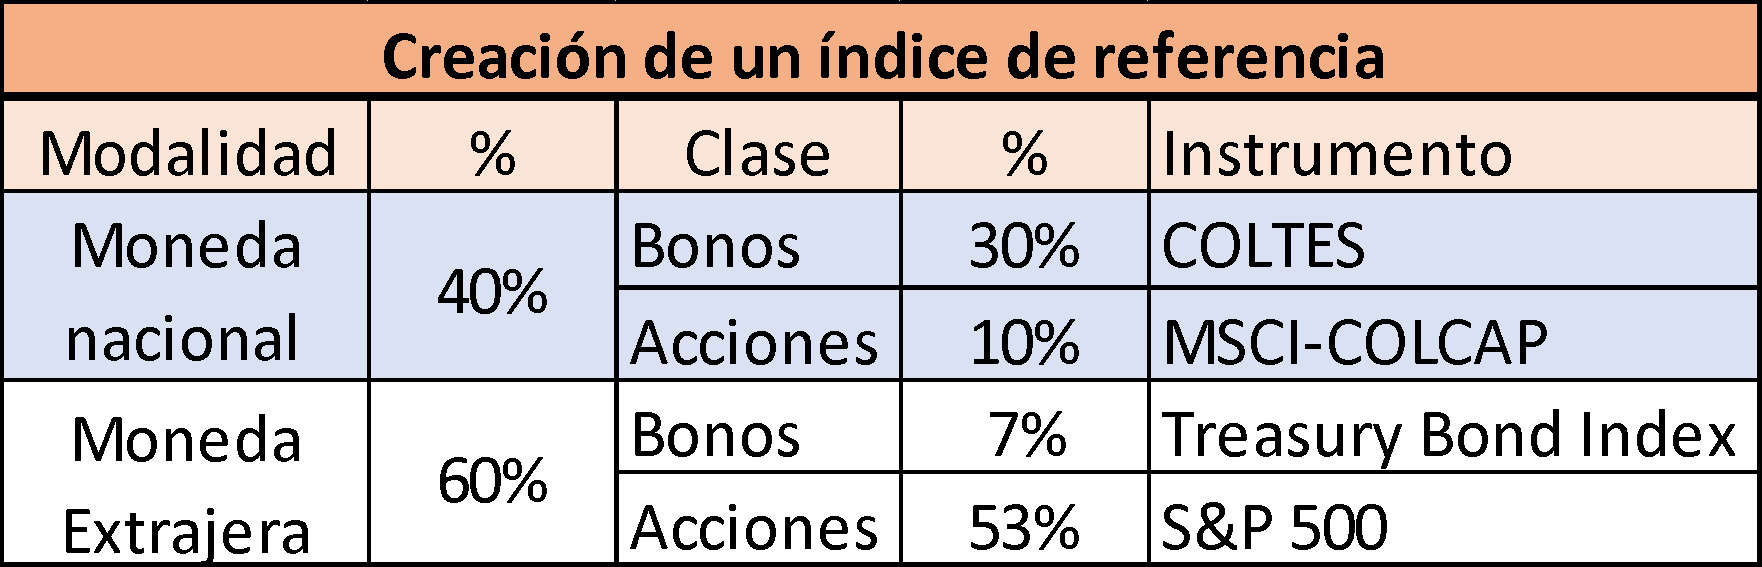 Creación de un índice de referencia
Modalidad % Clase % Instrumento
Moneda nacional 40% Bonos 30% COLTES
Acciones 10% MSCI-COLCAP
Moneda Extrajera 60% Bonos 7% Treasury Bond Index
Acciones 53% S&P 500